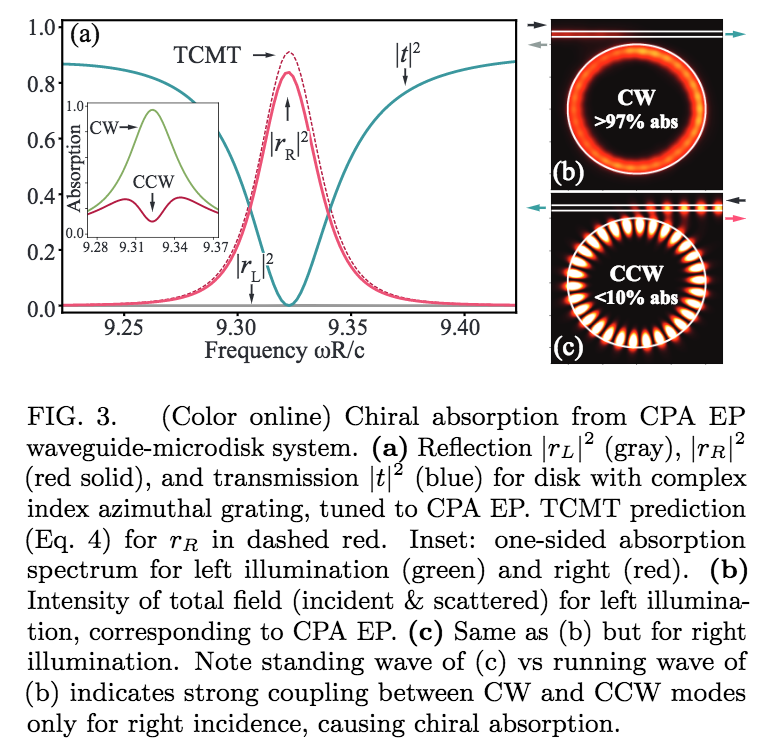 (a)
TCMT
|t|²
|r_R|²
|r_L|²
1.0
0.8
0.6
0.4
0.2
0.0
9.25
9.30
9.35
9.40
Frequency ωR/c
1.0
0.0
Absorption
CW
CCW
9.28
9.31
9.34
9.37
CW
>97% abs
(b)
CCW
<10% abs
(c)
FIG. 3. (Color online) Chiral absorption from CPA EP
waveguide-microdisk system. (a) Reflection |r_L|² (gray), |r_R|²
(red solid), and transmission |t|² (blue) for disk with complex
index azimuthal grating, tuned to CPA EP. TCMT prediction
(Eq. 4) for r_R in dashed red. Inset: one-sided absorption
spectrum for left illumination (green) and right (red). (b)
Intensity of total field (incident & scattered) for left illumina-
tion, corresponding to CPA EP. (c) Same as (b) but for right
illumination. Note standing wave of (c) vs running wave of
(b) indicates strong coupling between CW and CCW modes
only for right incidence, causing chiral absorption.